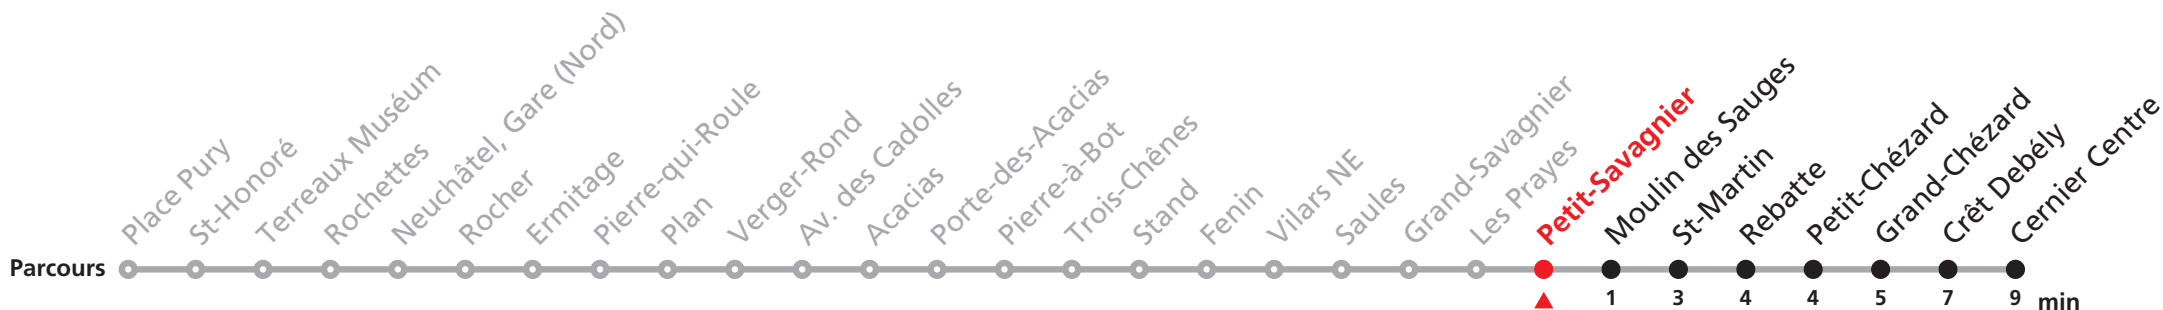 Place Pury
St-Honoré
Terreaux Muséum
Rochettes
Neuchâtel, Gare (Nord)
Rocher
Ermitage
Pierre-qui-Roule
Plan
Verger-Rond
Av. des Cadolles
Acacias
Porte-des-Acacias
Pierre-à-Bot
Trois-Chênes
Stand
Fenin
Vilars NE
Saules
Grand-Savagnier
Les Prayes
Petit-Savagnier
Moulin des Sauges
St-Martin
Rebatte
Petit-Chézard
Grand-Chézard
Crêt Debély
Cernier Centre
Parcours
1 3 4 4 5 7 9 min